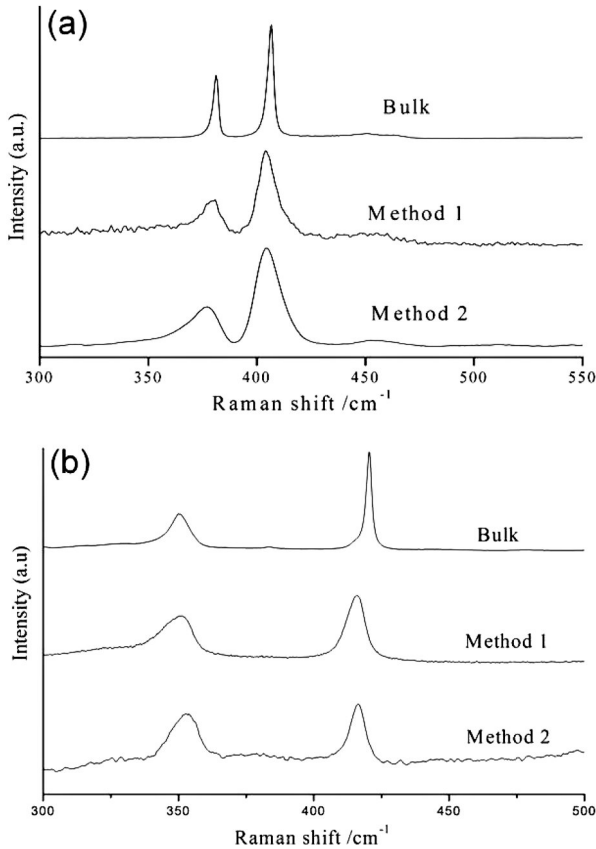 (a)
Intensity (a.u.)
Bulk
Method 1
Method 2
300 350 400 450 500 550
Raman shift /cm-1
(b)
Intensity (a.u)
Bulk
Method 1
Method 2
300 350 400 450 500
Raman shift /cm-1